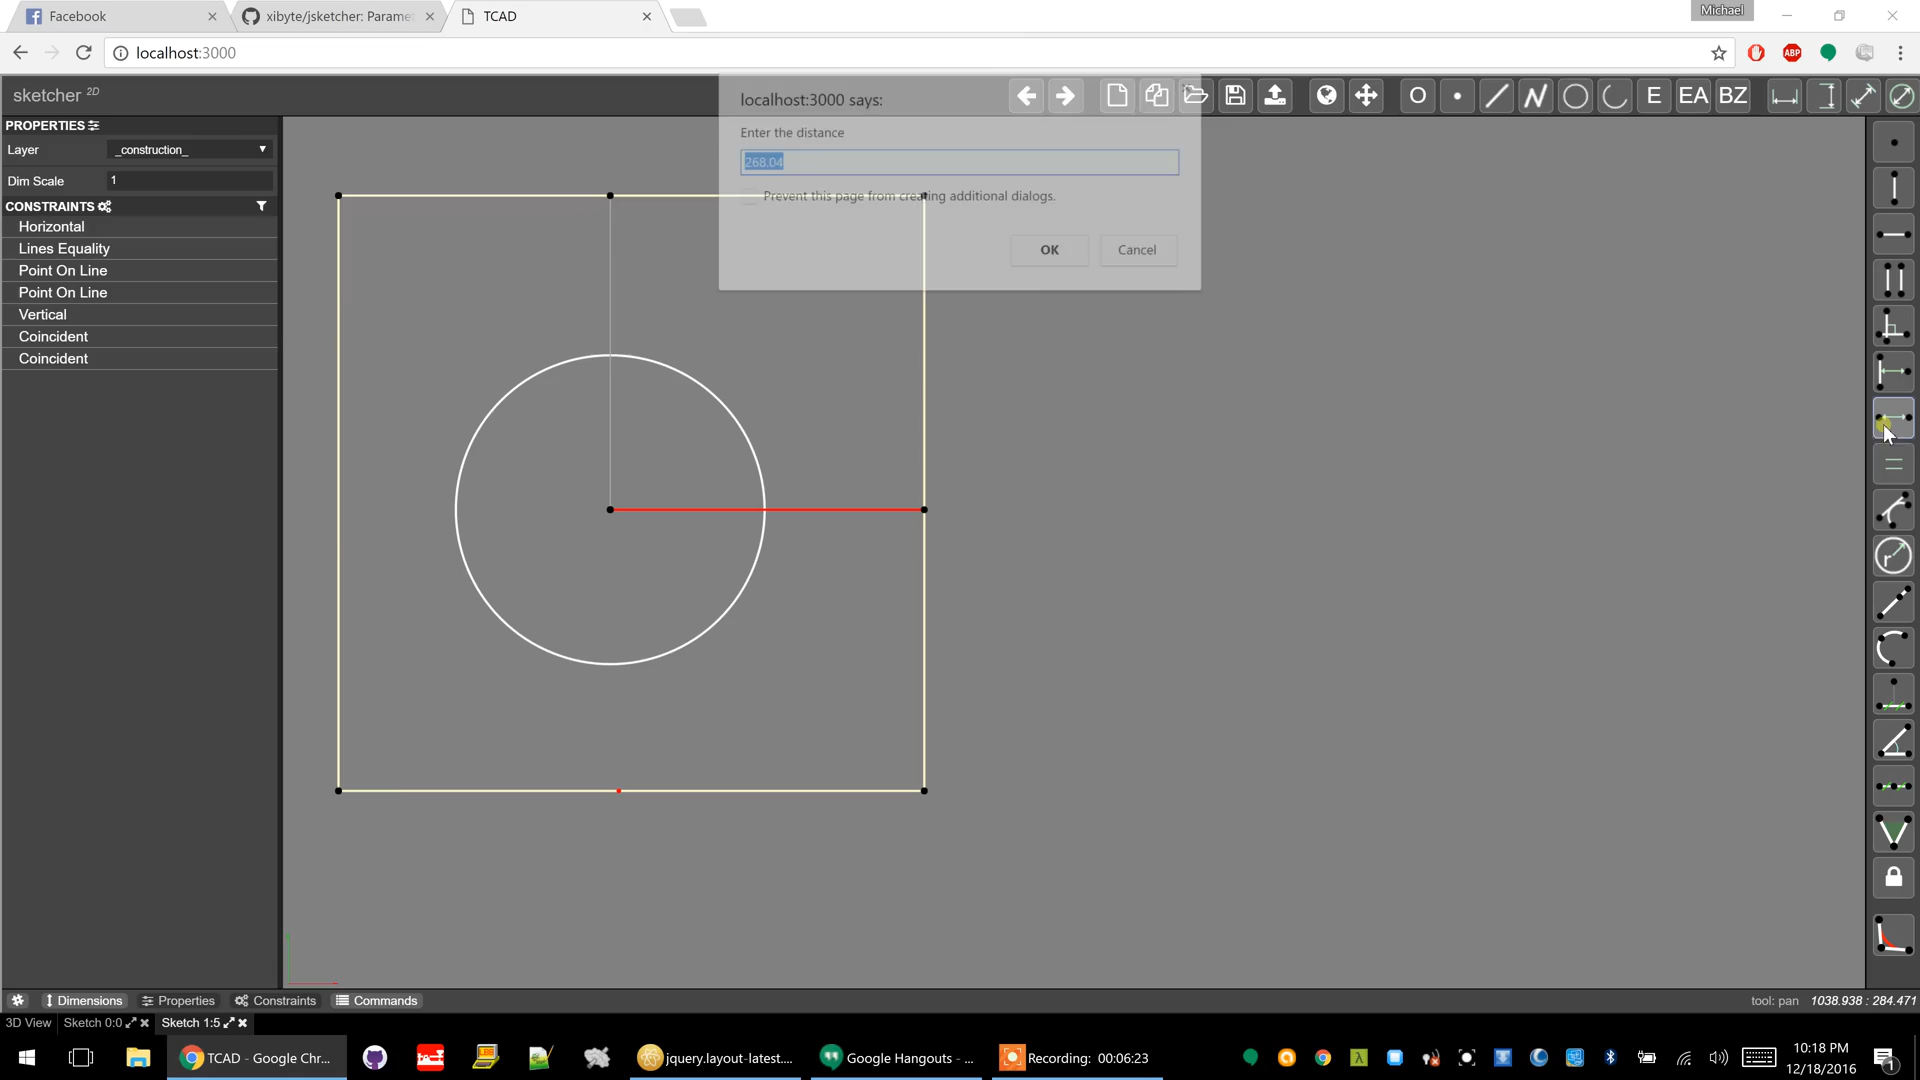 Facebook
xibyte/jsketcher: Parame
TCAD
Michael
localhost:3000
ABP
sketcher 2D
localhost:3000 says:
Enter the distance
268.04
Prevent this page from creating additional dialogs.
OK
Cancel
O
E
EA
BZ
PROPERTIES
Layer
_construction_
Dim Scale
1
CONSTRAINTS
Horizontal
Lines Equality
Point On Line
Point On Line
Vertical
Coincident
Coincident
r
Dimensions
Properties
Constraints
Commands
tool: pan 1038.938 : 284.471
3D View
Sketch 0:0
Sketch 1:5
TCAD - Google Chr...
jquery.layout-latest....
Google Hangouts - ...
Recording: 00:06:23
10:18 PM
12/18/2016
1